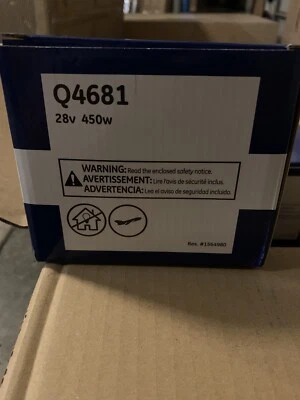 Q4681
28v 450w
WARNING: Read the enclosed safety notice.
AVERTISSEMENT: Lire l'avis de sécurité inclus.
ADVERTENCIA: Lea el aviso de seguridad incluido.